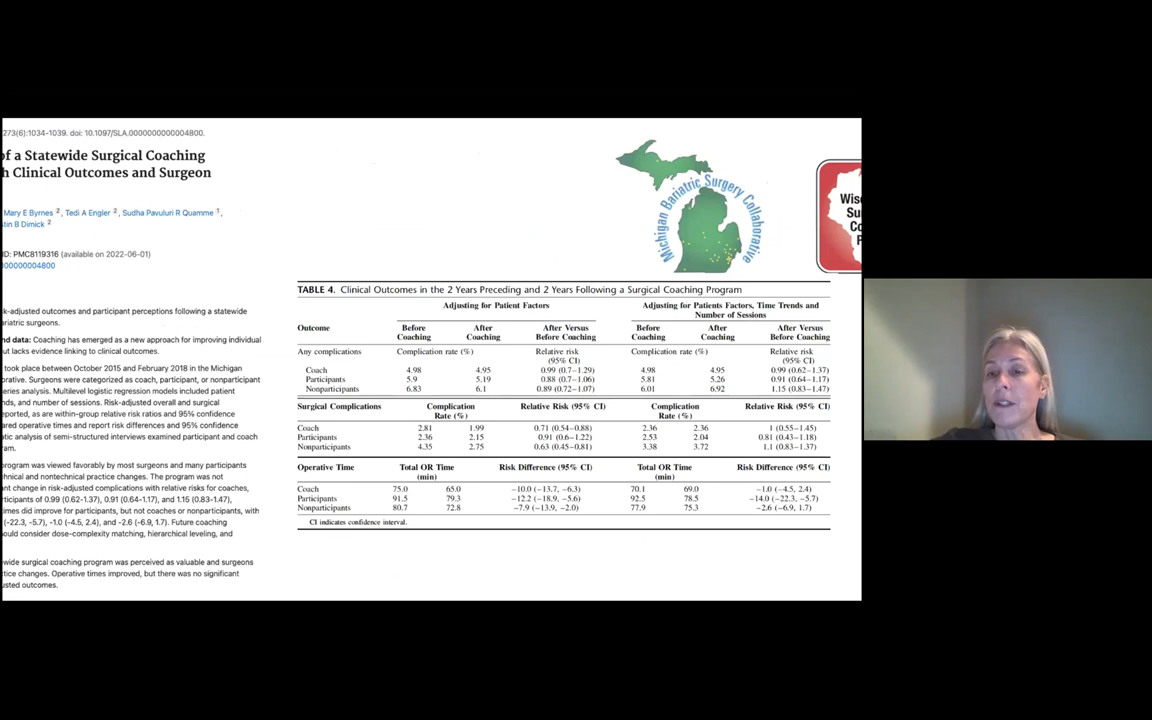 273(6):1034-1039. doi: 10.1097/SLA.0000000000004800.
of a Statewide Surgical Coaching
h Clinical Outcomes and Surgeon
Mary E Byrnes 2, Tedi A Engler 2, Sudha Pavuluri R Quamme 1,
stin B Dimick 2
ID: PMC8119316 (available on 2022-06-01)
00000004800
k-adjusted outcomes and participant perceptions following a statewide
riatric surgeons.
nd data: Coaching has emerged as a new approach for improving individual
ut lacks evidence linking to clinical outcomes.
took place between October 2015 and February 2018 in the Michigan
orative. Surgeons were categorized as coach, participant, or nonparticipant
eries analysis. Multilevel logistic regression models included patient
nds, and number of sessions. Risk-adjusted overall and surgical
eported, as are within-group relative risk ratios and 95% confidence
ared operative times and report risk differences and 95% confidence
atic analysis of semi-structured interviews examined participant and coach
ram.
rogram was viewed favorably by most surgeons and many participants
hnical and nontechnical practice changes. The program was not
nt change in risk-adjusted complications with relative risks for coaches,
rticipants of 0.99 (0.62-1.37), 0.91 (0.64-1.17), and 1.15 (0.83-1.47),
times did improve for participants, but not coaches or nonparticipants, with
(-22.3, -5.7), -1.0 (-4.5, 2.4), and -2.6 (-6.9, 1.7). Future coaching
ould consider dose-complexity matching, hierarchical leveling, and
wide surgical coaching program was perceived as valuable and surgeons
tice changes. Operative times improved, but there was no significant
usted outcomes.
Michigan Bariatric Surgery Collaborative
Wis
Su
Co
P
TABLE 4. Clinical Outcomes in the 2 Years Preceding and 2 Years Following a Surgical Coaching Program
Adjusting for Patient Factors Adjusting for Patients Factors, Time Trends and
Number of Sessions
Outcome Before After After Versus Before After After Versus
Coaching Coaching Before Coaching Coaching Coaching Before Coaching
Any complications Complication rate (%) Relative risk Complication rate (%) Relative risk
(95% CI) (95% CI)
Coach 4.98 4.95 0.99 (0.7–1.29) 4.98 4.95 0.99 (0.62–1.37)
Participants 5.9 5.19 0.88 (0.7–1.06) 5.81 5.26 0.91 (0.64–1.17)
Nonparticipants 6.83 6.1 0.89 (0.72–1.07) 6.01 6.92 1.15 (0.83–1.47)
Surgical Complications Complication Relative Risk (95% CI) Complication Relative Risk (95% CI)
Rate (%) Rate (%)
Coach 2.81 1.99 0.71 (0.54–0.88) 2.36 2.36 1 (0.55–1.45)
Participants 2.36 2.15 0.91 (0.6–1.22) 2.53 2.04 0.81 (0.43–1.18)
Nonparticipants 4.35 2.75 0.63 (0.45–0.81) 3.38 3.72 1.1 (0.83–1.37)
Operative Time Total OR Time Risk Difference (95% CI) Total OR Time Risk Difference (95% CI)
(min) (min)
Coach 75.0 65.0 −10.0 (−13.7, −6.3) 70.1 69.0 −1.0 (−4.5, 2.4)
Participants 91.5 79.3 −12.2 (−18.9, −5.6) 92.5 78.5 −14.0 (−22.3, −5.7)
Nonparticipants 80.7 72.8 −7.9 (−13.9, −2.0) 77.9 75.3 −2.6 (−6.9, 1.7)
CI indicates confidence interval.